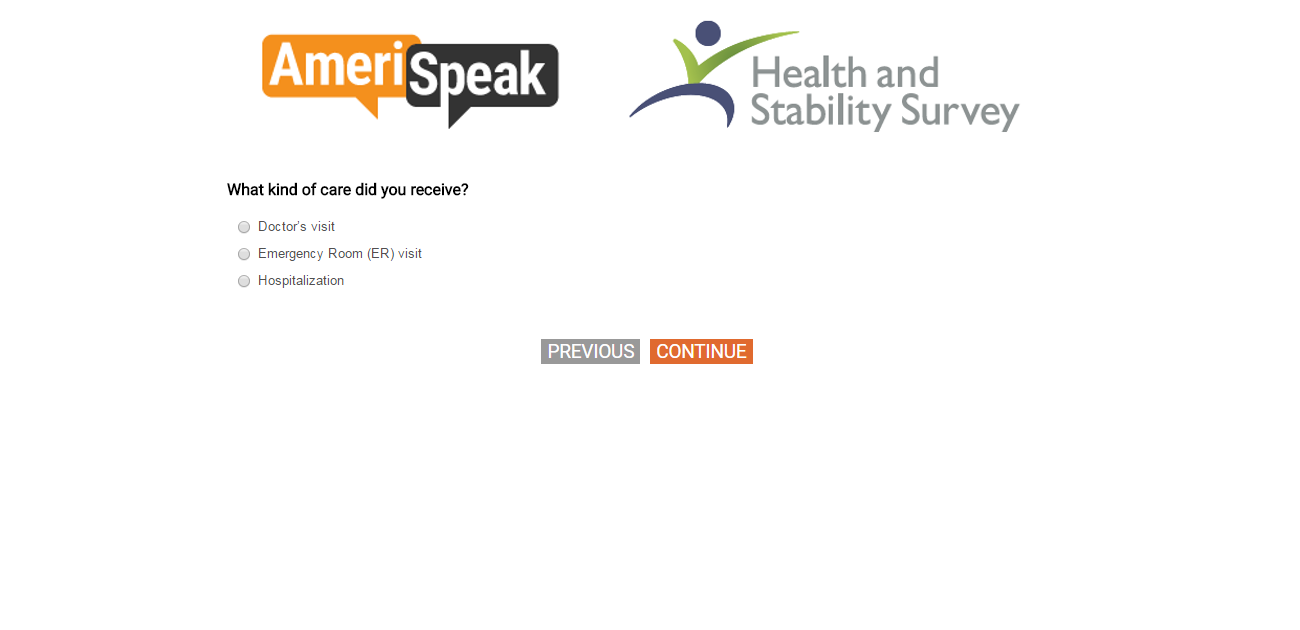 AmeriSpeak
Health and
Stability Survey
What kind of care did you receive?
Doctor's visit
Emergency Room (ER) visit
Hospitalization
PREVIOUS CONTINUE